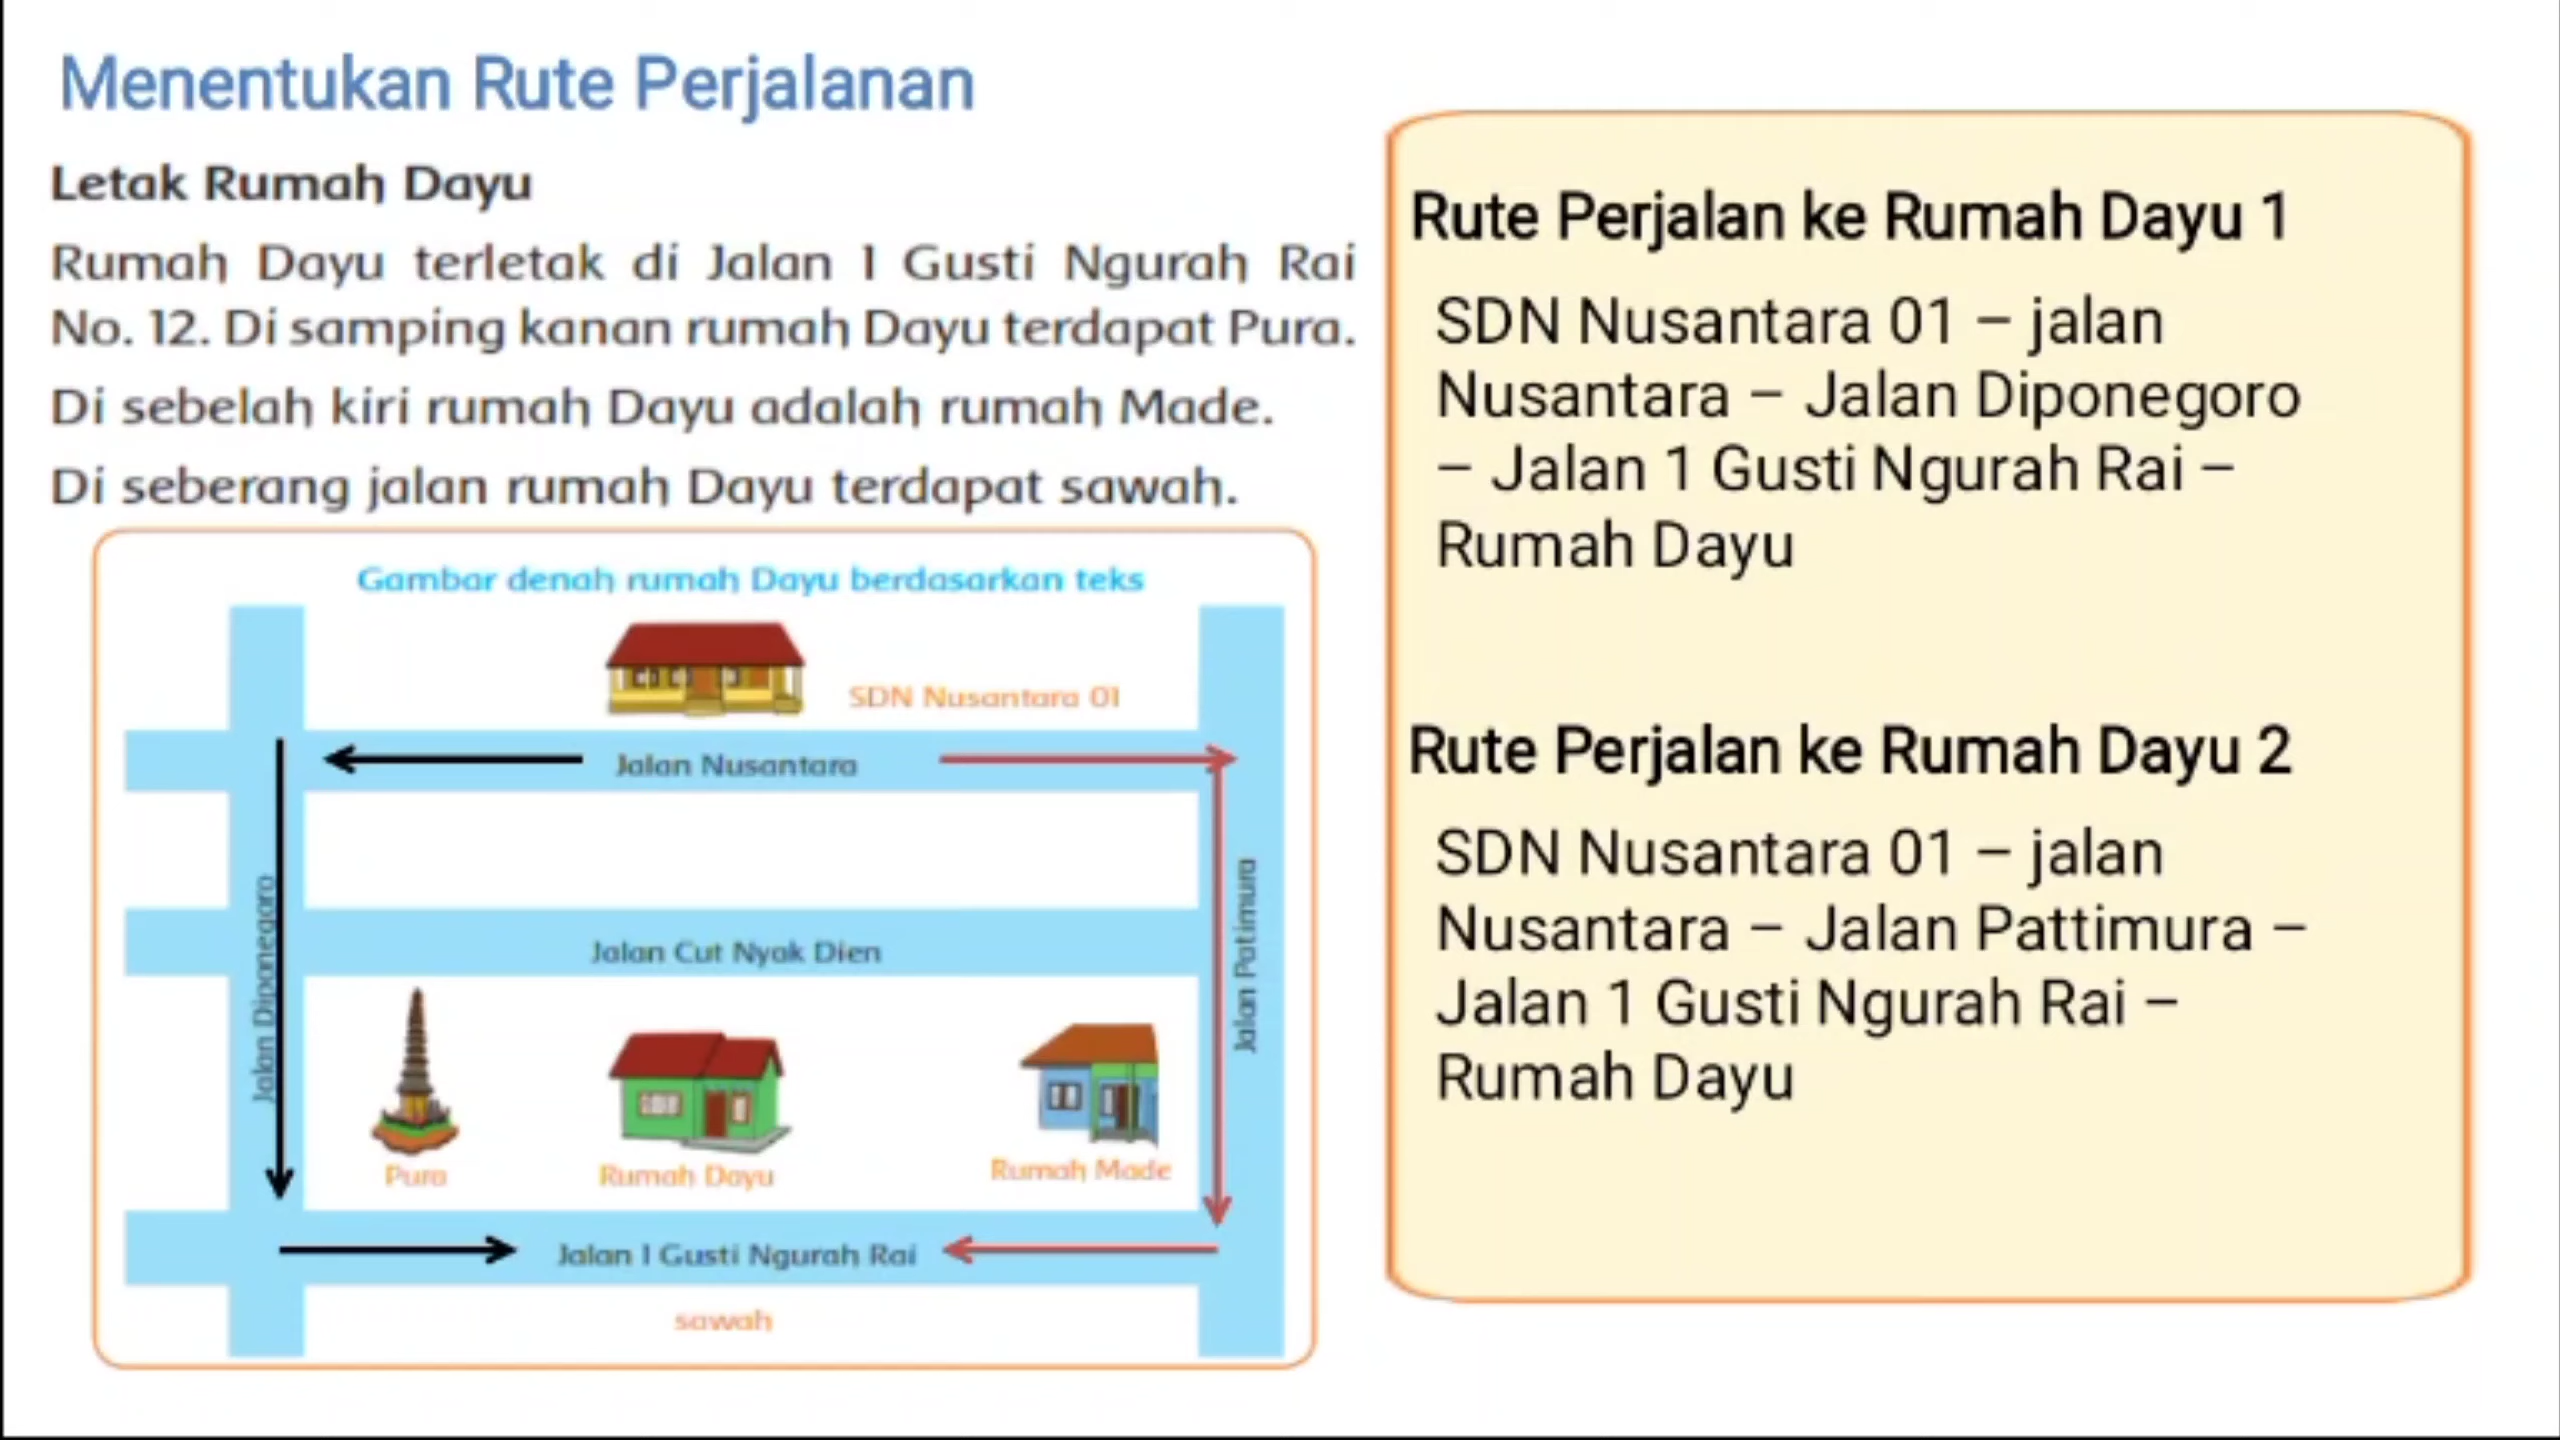 Menentukan Rute Perjalanan
Letak Rumah Dayu
Rumah Dayu terletak di Jalan I Gusti Ngurah Rai
No. 12. Di samping kanan rumah Dayu terdapat Pura.
Di sebelah kiri rumah Dayu adalah rumah Made.
Di seberang jalan rumah Dayu terdapat sawah.
Gambar denah rumah Dayu berdasarkan teks
SDN Nusantara 01
Jalan Nusantara
Jalan Diponegoro
Jalan Cut Nyak Dien
Jalan Patimura
Pura
Rumah Dayu
Rumah Made
Jalan I Gusti Ngurah Rai
sawah
Rute Perjalan ke Rumah Dayu 1
SDN Nusantara 01 – jalan
Nusantara – Jalan Diponegoro
– Jalan 1 Gusti Ngurah Rai –
Rumah Dayu
Rute Perjalan ke Rumah Dayu 2
SDN Nusantara 01 – jalan
Nusantara – Jalan Pattimura –
Jalan 1 Gusti Ngurah Rai –
Rumah Dayu